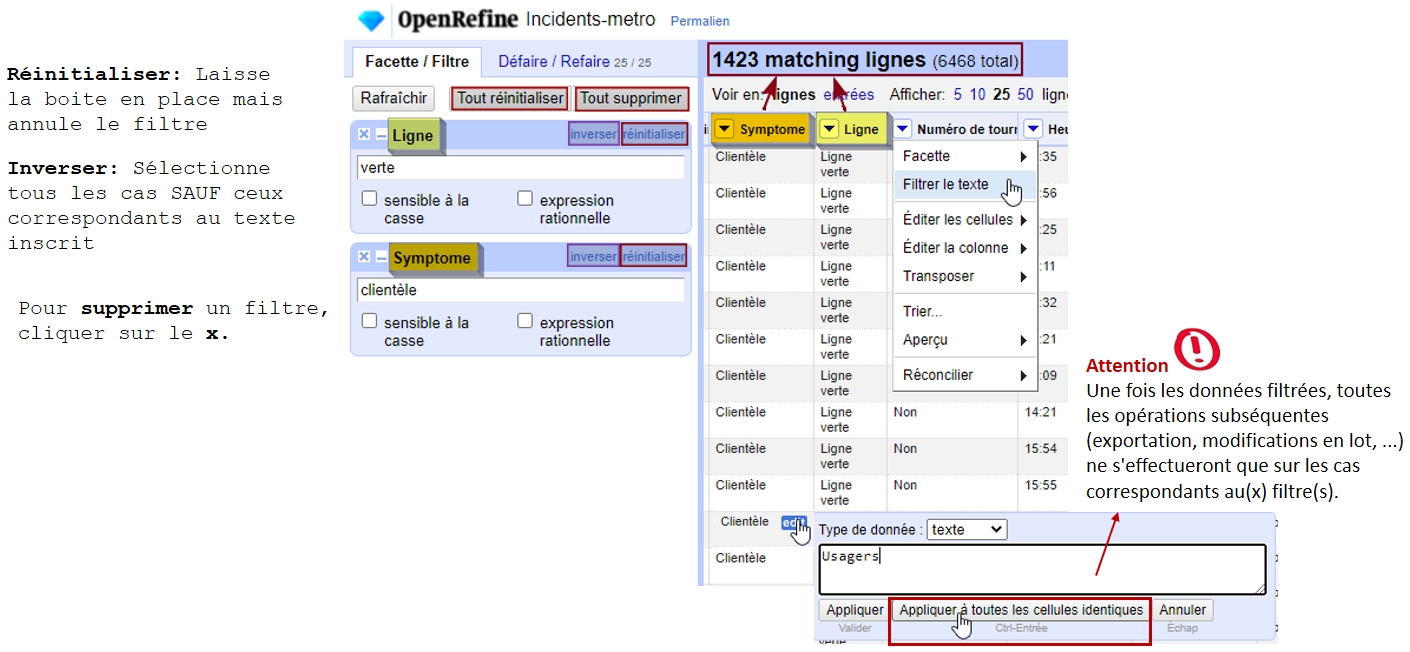 OpenRefine Incidents-metro Permalien
Réinitialiser: Laisse
la boite en place mais
annule le filtre
Inverser: Sélectionne
tous les cas SAUF ceux
correspondants au texte
inscrit
Pour supprimer un filtre,
cliquer sur le x.
Facette / Filtre
Défaire / Refaire 25 / 25
Rafraîchir
Tout réinitialiser
Tout supprimer
Ligne
inverser
réinitialiser
verte
sensible à la
casse
expression
rationnelle
Symptome
inverser
réinitialiser
clientèle
sensible à la
casse
expression
rationnelle
1423 matching lignes (6468 total)
Voir en: lignes entrées Afficher: 5 10 25 50 lign
Symptome
Ligne
Numéro de tourr
Heu
Clientèle
Ligne
verte
:35
Clientèle
Ligne
verte
:56
Clientèle
Ligne
verte
:25
Clientèle
Ligne
verte
:11
Clientèle
Ligne
verte
:32
Clientèle
Ligne
verte
:21
Clientèle
Ligne
verte
:09
Clientèle
Ligne
verte
Non
14:21
Clientèle
Ligne
verte
Non
15:54
Clientèle
Ligne
verte
Non
15:55
Clientèle
edit
Clientèle
Facette
Filtrer le texte
Éditer les cellules
Éditer la colonne
Transposer
Trier...
Aperçu
Réconcilier
Attention
Une fois les données filtrées, toutes
les opérations subséquentes
(exportation, modifications en lot, ...)
ne s'effectueront que sur les cas
correspondants au(x) filtre(s).
Type de donnée : texte
Usagers
Appliquer
Valider
Appliquer à toutes les cellules identiques
Ctrl-Entrée
Annuler
Échap